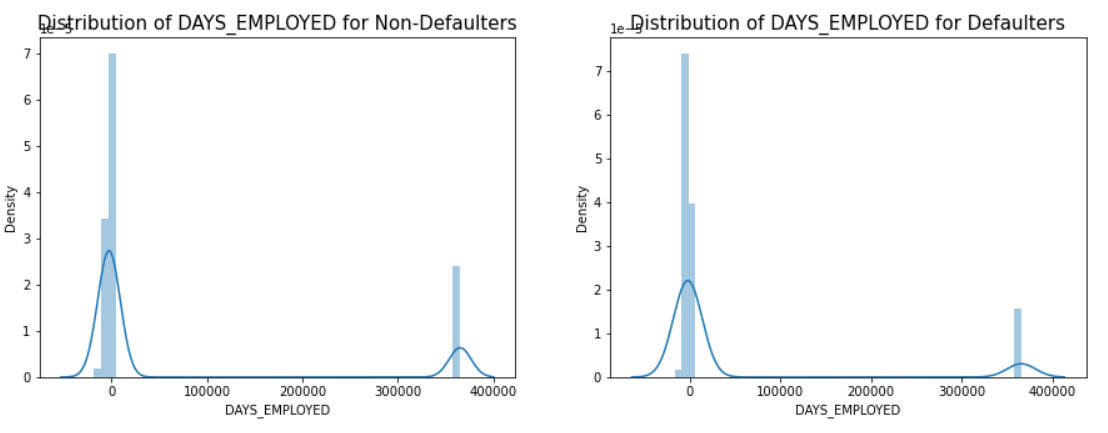 Distribution of DAYS_EMPLOYED for Non-Defaulters
1e−5
7
6
5
4
3
2
1
0
Density
0 100000 200000 300000 400000
DAYS_EMPLOYED
Distribution of DAYS_EMPLOYED for Defaulters
1e−5
7
6
5
4
3
2
1
0
Density
0 100000 200000 300000 400000
DAYS_EMPLOYED